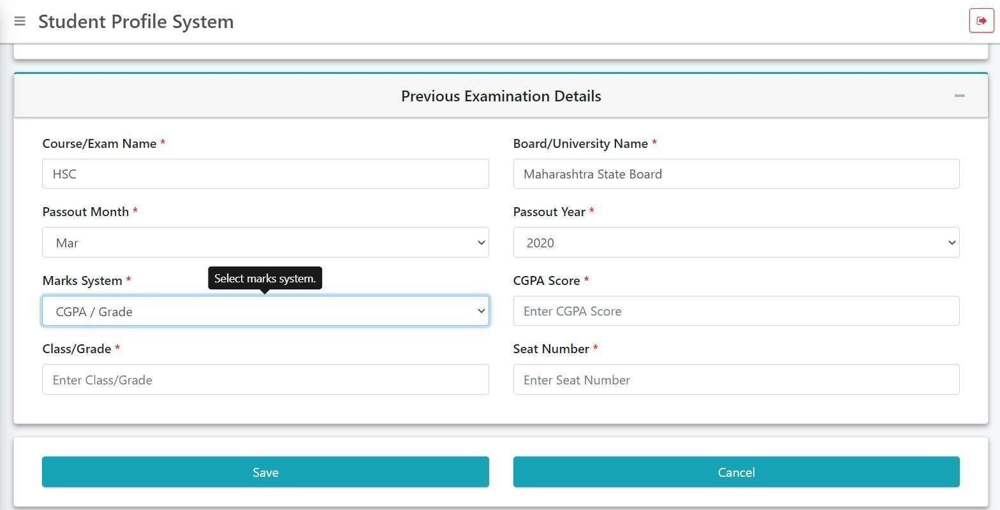 Student Profile System
Previous Examination Details
Course/Exam Name *
Board/University Name *
HSC
Maharashtra State Board
Passout Month *
Passout Year *
Mar
2020
Marks System *
Select marks system.
CGPA Score *
CGPA / Grade
Enter CGPA Score
Class/Grade *
Seat Number *
Enter Class/Grade
Enter Seat Number
Save
Cancel